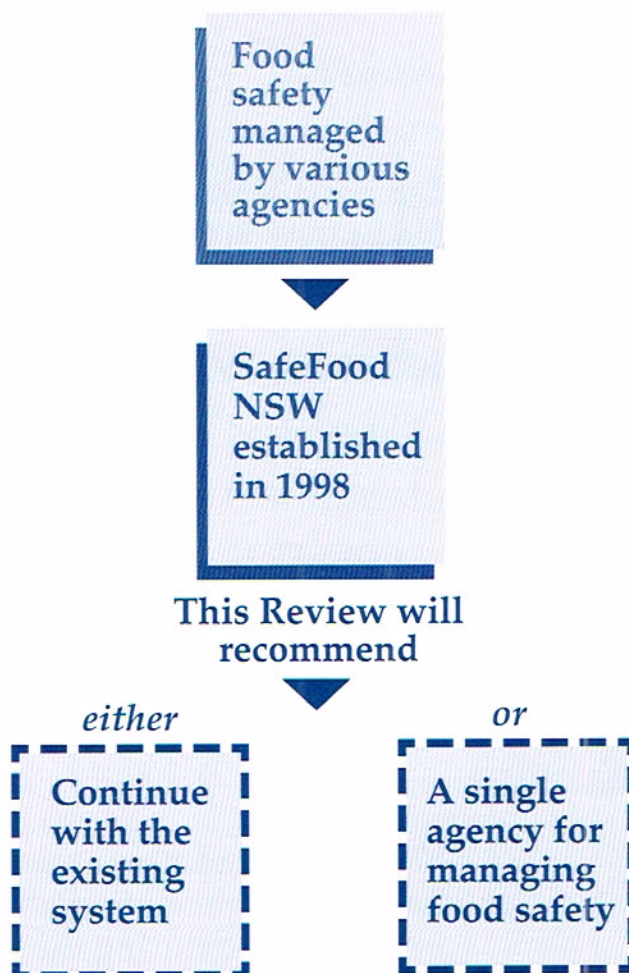 Food
safety
managed
by various
agencies
SafeFood
NSW
established
in 1998
This Review will
recommend
either
Continue
with the
existing
system
or
A single
agency for
managing
food safety